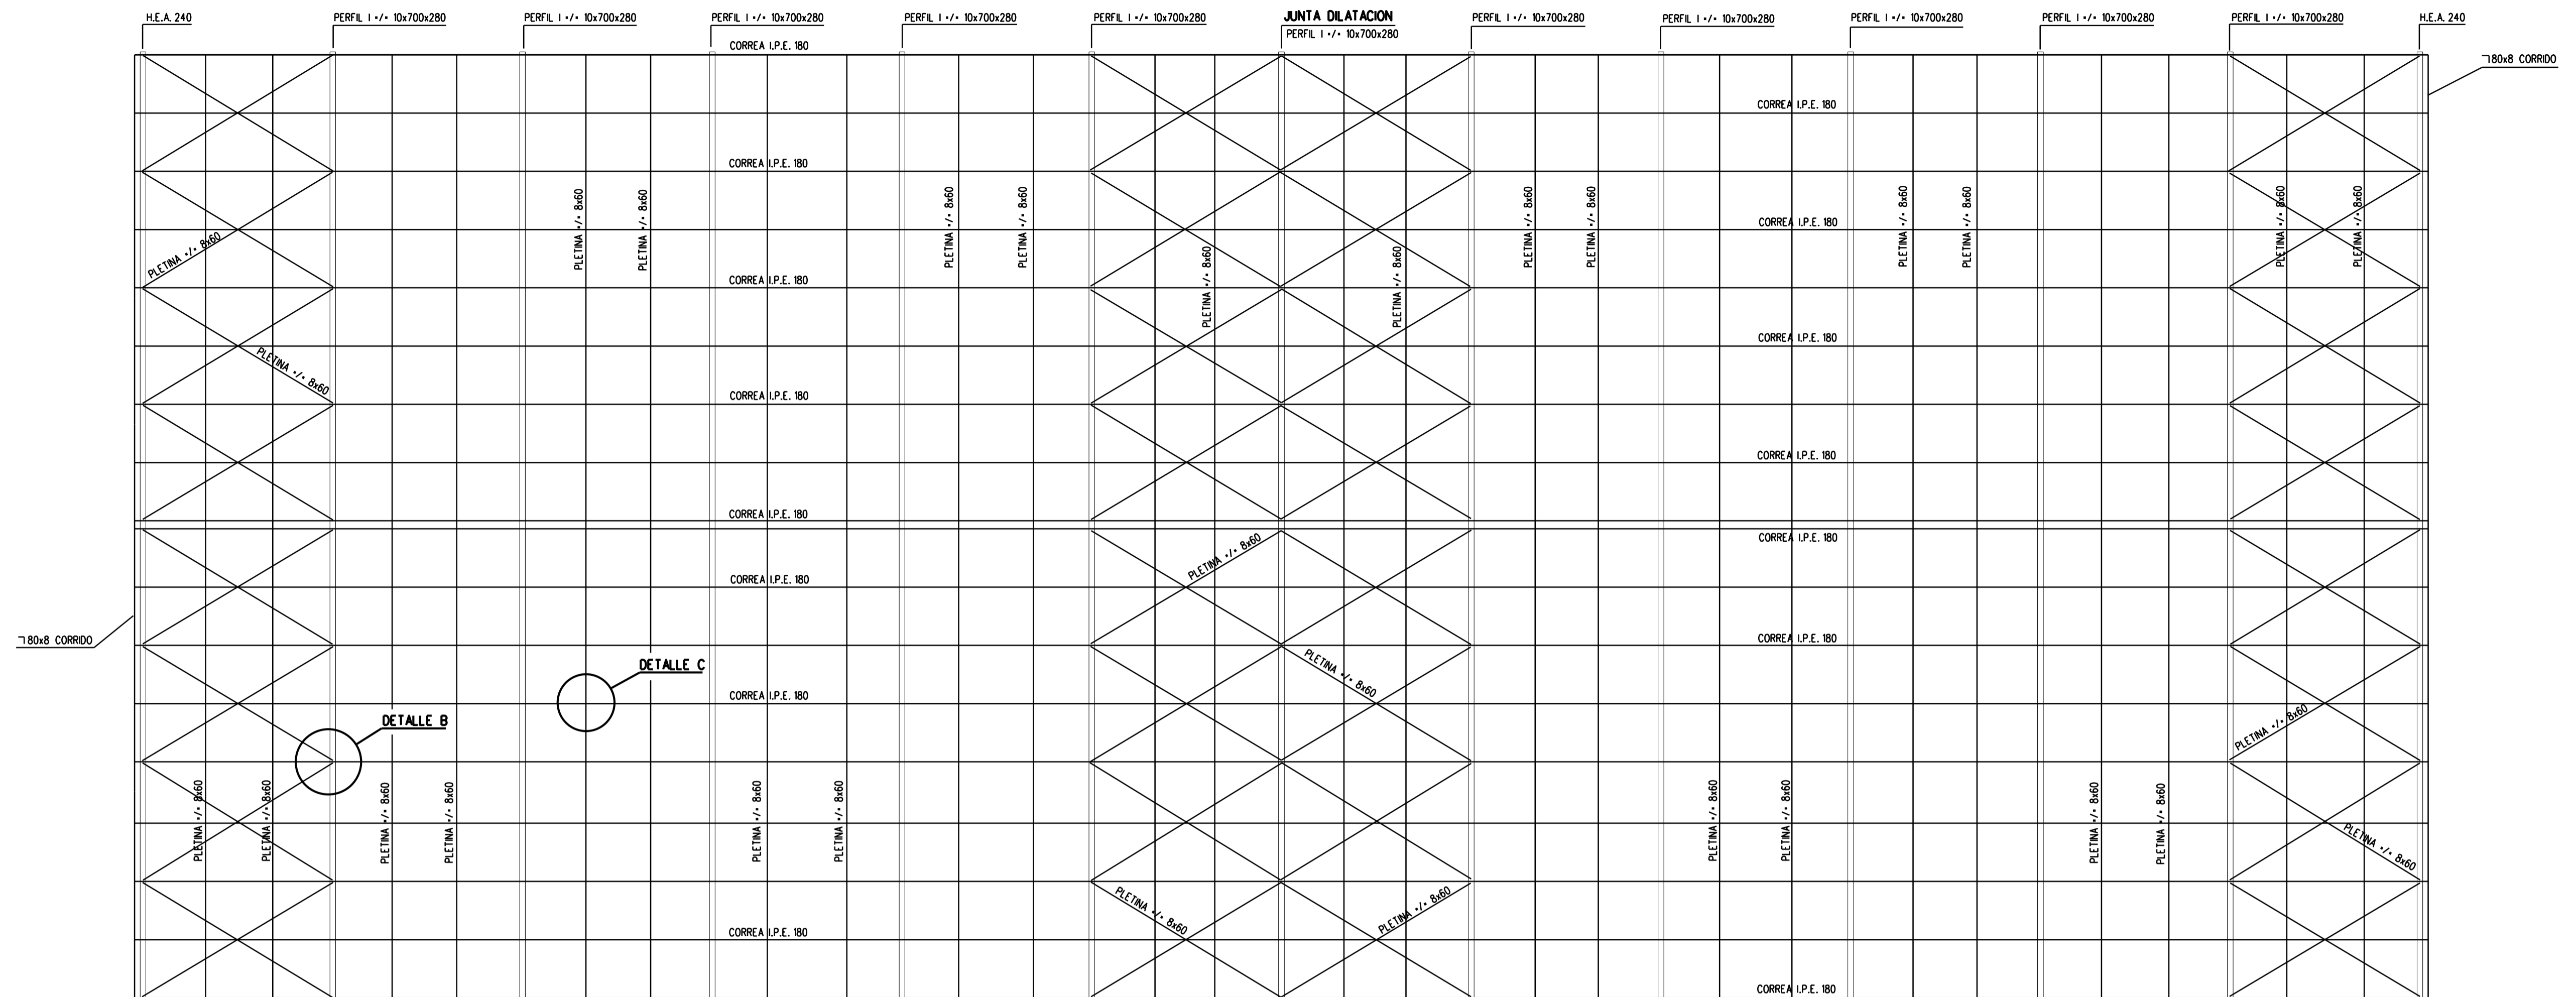 H.E.A. 240
PERFIL I •/• 10x700x280
PERFIL I •/• 10x700x280
PERFIL I •/• 10x700x280
PERFIL I •/• 10x700x280
PERFIL I •/• 10x700x280
JUNTA DILATACION
PERFIL I •/• 10x700x280
PERFIL I •/• 10x700x280
PERFIL I •/• 10x700x280
PERFIL I •/• 10x700x280
PERFIL I •/• 10x700x280
PERFIL I •/• 10x700x280
H.E.A. 240
CORREA I.P.E. 180
80x8 CORRIDO
CORREA I.P.E. 180
CORREA I.P.E. 180
PLETINA •/• 8x60
PLETINA •/• 8x60
PLETINA •/• 8x60
PLETINA •/• 8x60
PLETINA •/• 8x60
PLETINA •/• 8x60
PLETINA •/• 8x60
PLETINA •/• 8x60
PLETINA •/• 8x60
PLETINA •/• 8x60
CORREA I.P.E. 180
PLETINA •/• 8x60
PLETINA •/• 8x60
PLETINA •/• 8x60
CORREA I.P.E. 180
CORREA I.P.E. 180
PLETINA •/• 8x60
CORREA I.P.E. 180
CORREA I.P.E. 180
CORREA I.P.E. 180
CORREA I.P.E. 180
PLETINA •/• 8x60
CORREA I.P.E. 180
80x8 CORRIDO
CORREA I.P.E. 180
DETALLE C
PLETINA •/• 8x60
CORREA I.P.E. 180
DETALLE B
PLETINA •/• 8x60
PLETINA •/• 8x60
PLETINA •/• 8x60
PLETINA •/• 8x60
PLETINA •/• 8x60
PLETINA •/• 8x60
PLETINA •/• 8x60
PLETINA •/• 8x60
PLETINA •/• 8x60
PLETINA •/• 8x60
PLETINA •/• 8x60
PLETINA •/• 8x60
PLETINA •/• 8x60
PLETINA •/• 8x60
CORREA I.P.E. 180
CORREA I.P.E. 180